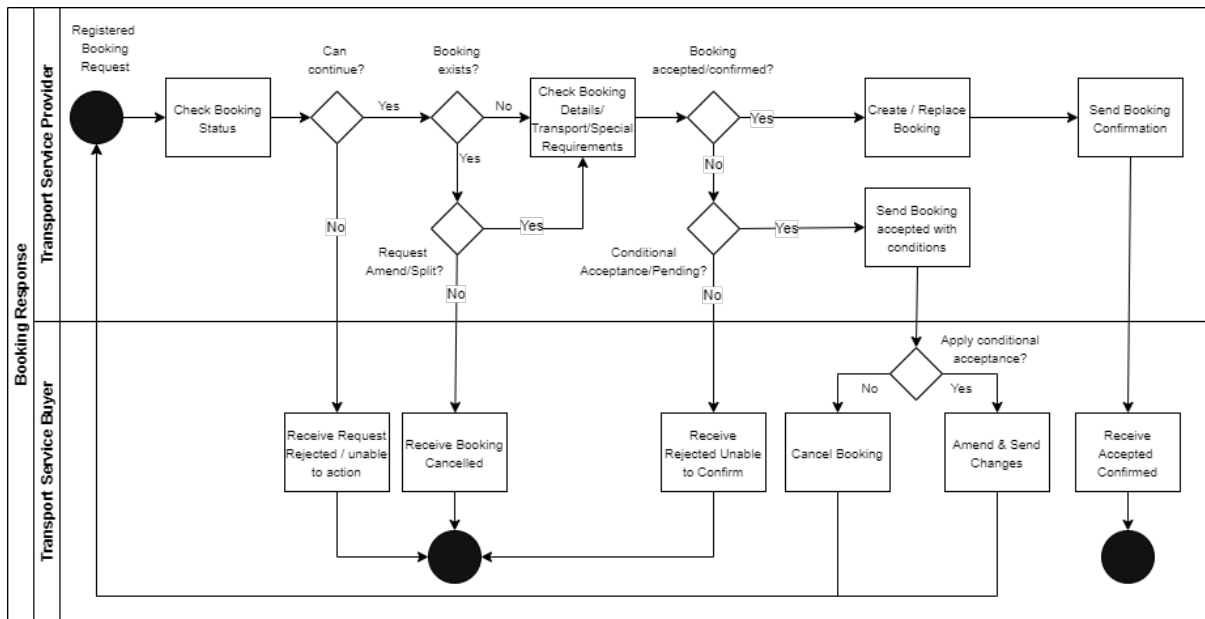 Booking Response
Transport Service Provider
Registered
Booking
Request
Check Booking
Status
Can
continue?
Yes
No
Booking
exists?
No
Yes
Request
Amend/Split?
Yes
No
Check Booking
Details/
Transport/Special
Requirements
Booking
accepted/confirmed?
Yes
No
Conditional
Acceptance/Pending?
Yes
No
Create / Replace
Booking
Send Booking
Confirmation
Send Booking
accepted with
conditions
Transport Service Buyer
Apply conditional
acceptance?
No
Yes
Receive Request
Rejected / unable
to action
Receive Booking
Cancelled
Receive
Rejected Unable
to Confirm
Cancel Booking
Amend & Send
Changes
Receive
Accepted
Confirmed